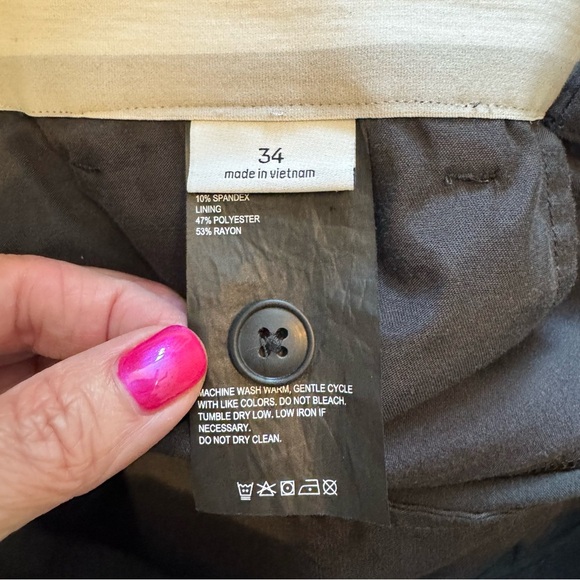 34
made in vietnam
10% SPANDEX
LINING
47% POLYESTER
53% RAYON
MACHINE WASH WARM, GENTLE CYCLE
WITH LIKE COLORS. DO NOT BLEACH.
TUMBLE DRY LOW. LOW IRON IF
NECESSARY.
DO NOT DRY CLEAN.